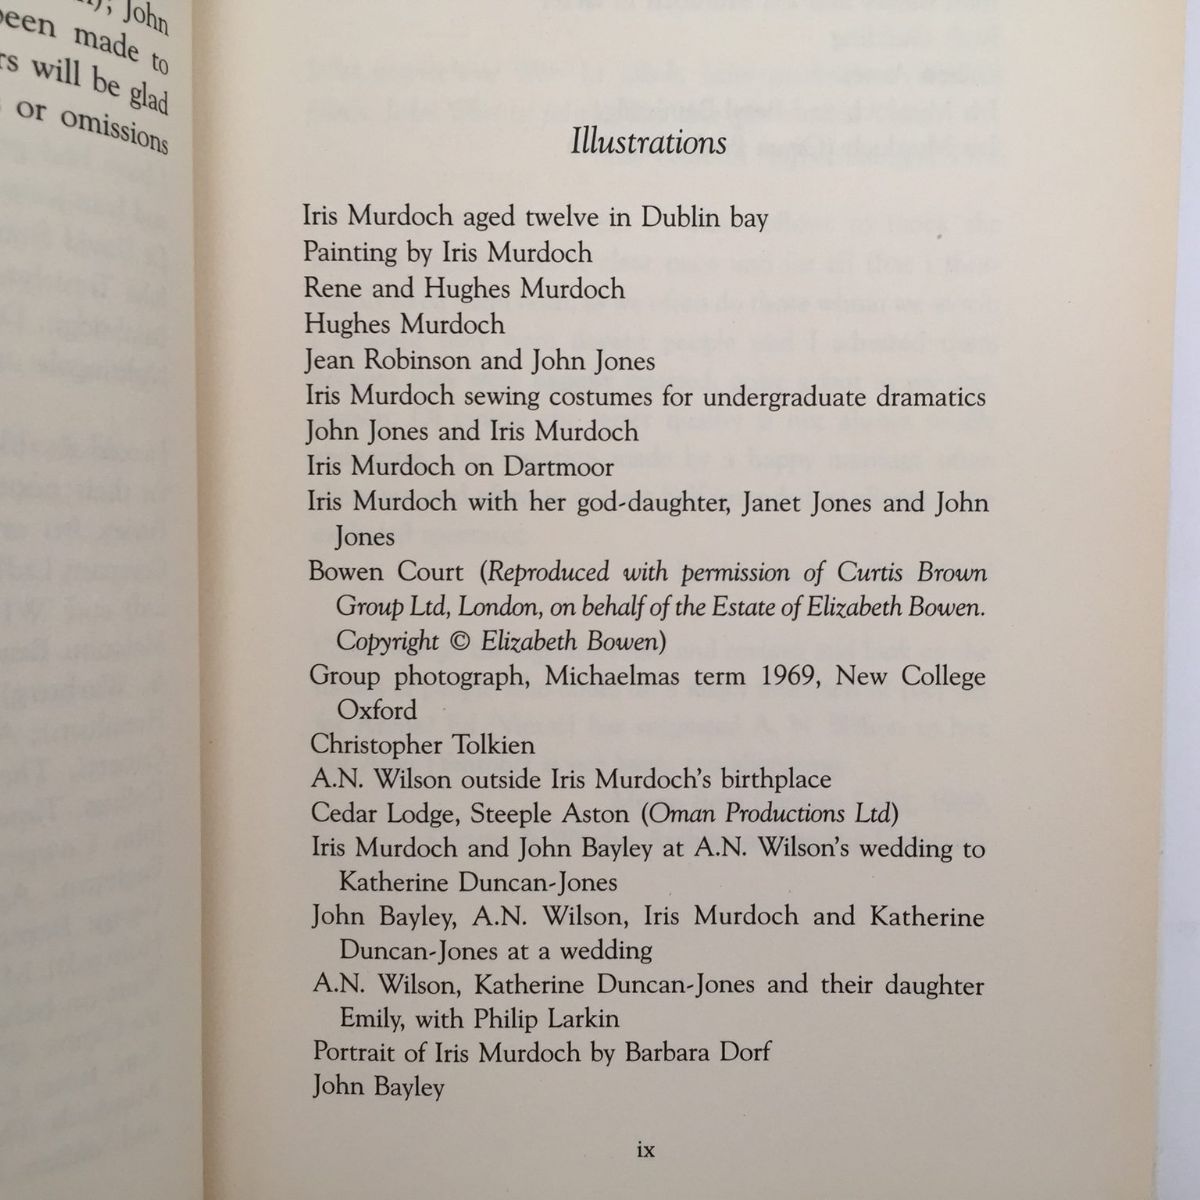 ); John
been made to
rs will be glad
or omissions
Illustrations
Iris Murdoch aged twelve in Dublin bay
Painting by Iris Murdoch
Rene and Hughes Murdoch
Hughes Murdoch
Jean Robinson and John Jones
Iris Murdoch sewing costumes for undergraduate dramatics
John Jones and Iris Murdoch
Iris Murdoch on Dartmoor
Iris Murdoch with her god-daughter, Janet Jones and John
Jones
Bowen Court (Reproduced with permission of Curtis Brown
Group Ltd, London, on behalf of the Estate of Elizabeth Bowen.
Copyright © Elizabeth Bowen)
Group photograph, Michaelmas term 1969, New College
Oxford
Christopher Tolkien
A.N. Wilson outside Iris Murdoch's birthplace
Cedar Lodge, Steeple Aston (Oman Productions Ltd)
Iris Murdoch and John Bayley at A.N. Wilson's wedding to
Katherine Duncan-Jones
John Bayley, A.N. Wilson, Iris Murdoch and Katherine
Duncan-Jones at a wedding
A.N. Wilson, Katherine Duncan-Jones and their daughter
Emily, with Philip Larkin
Portrait of Iris Murdoch by Barbara Dorf
John Bayley
ix